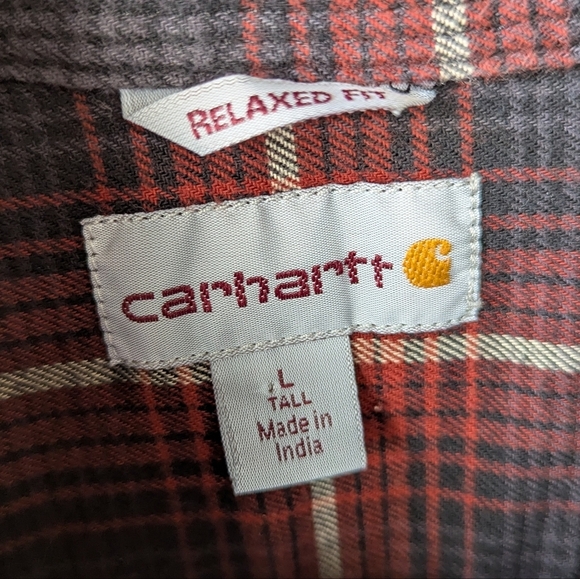 RELAXED FIT
carhartt
L
TALL
Made in
India